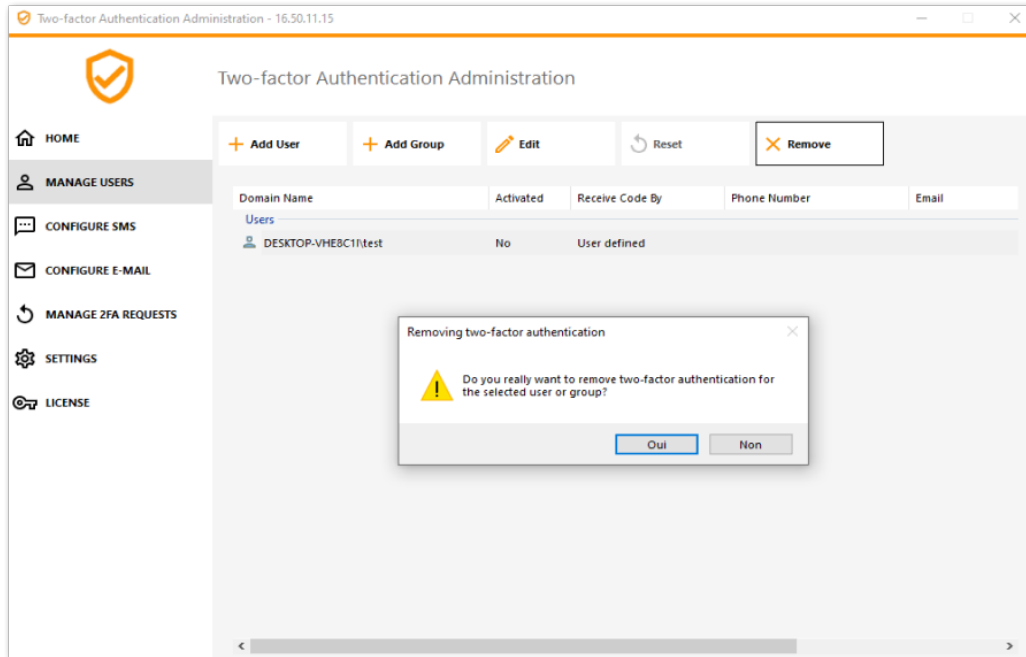 Two-factor Authentication Administration - 16.50.11.15
Two-factor Authentication Administration
HOME
MANAGE USERS
CONFIGURE SMS
CONFIGURE E-MAIL
MANAGE 2FA REQUESTS
SETTINGS
LICENSE
Add User Add Group Edit Reset Remove
Domain Name Activated Receive Code By Phone Number Email
Users
DESKTOP-VHE8C1I\test No User defined
Removing two-factor authentication
Do you really want to remove two-factor authentication for
the selected user or group?
Oui Non